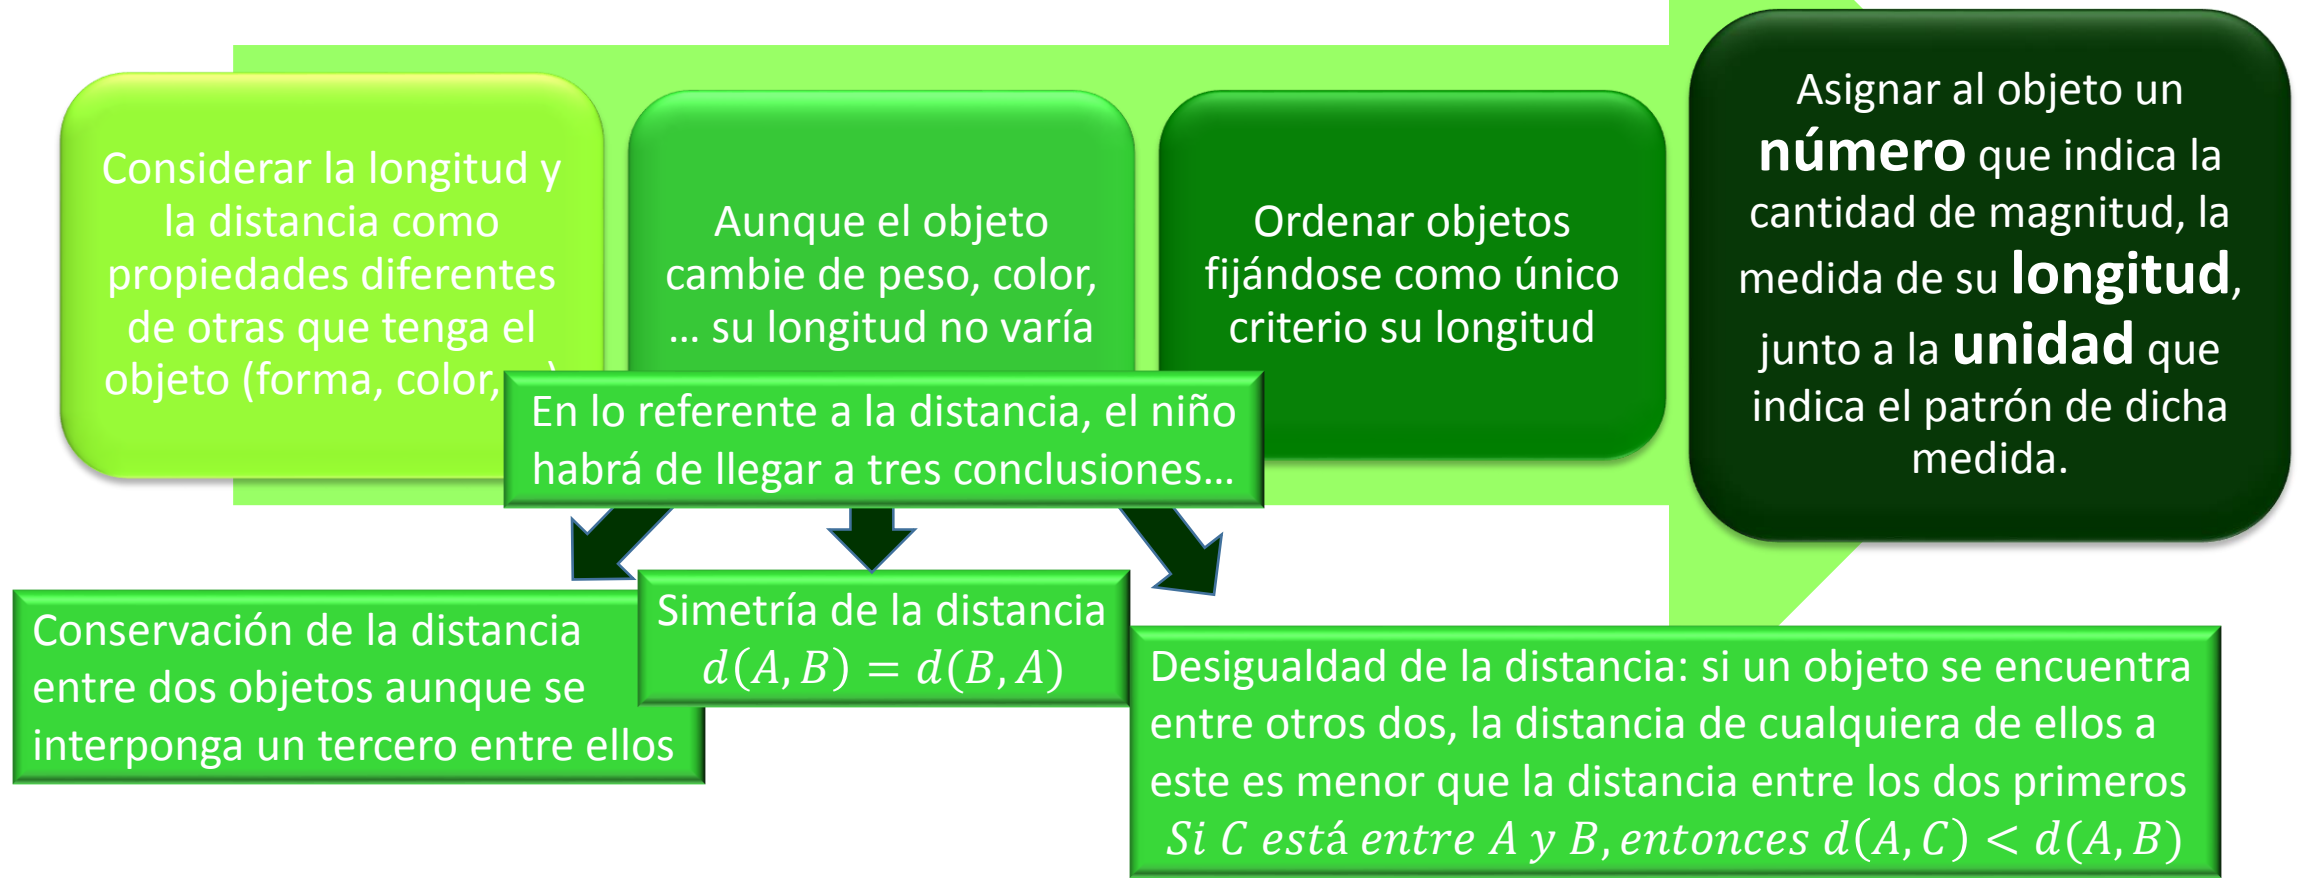 Considerar la longitud y
la distancia como
propiedades diferentes
de otras que tenga el
objeto (forma, color,
Aunque el objeto
cambie de peso, color,
... su longitud no varía
Ordenar objetos
fijándose como único
criterio su longitud
Asignar al objeto un
número que indica la
cantidad de magnitud, la
medida de su longitud,
junto a la unidad que
indica el patrón de dicha
medida.
En lo referente a la distancia, el niño
habrá de llegar a tres conclusiones...
Conservación de la distancia
entre dos objetos aunque se
interponga un tercero entre ellos
Simetría de la distancia
d(A, B) = d(B, A)
Desigualdad de la distancia: si un objeto se encuentra
entre otros dos, la distancia de cualquiera de ellos a
este es menor que la distancia entre los dos primeros
Si C está entre A y B, entonces d(A, C) < d(A, B)